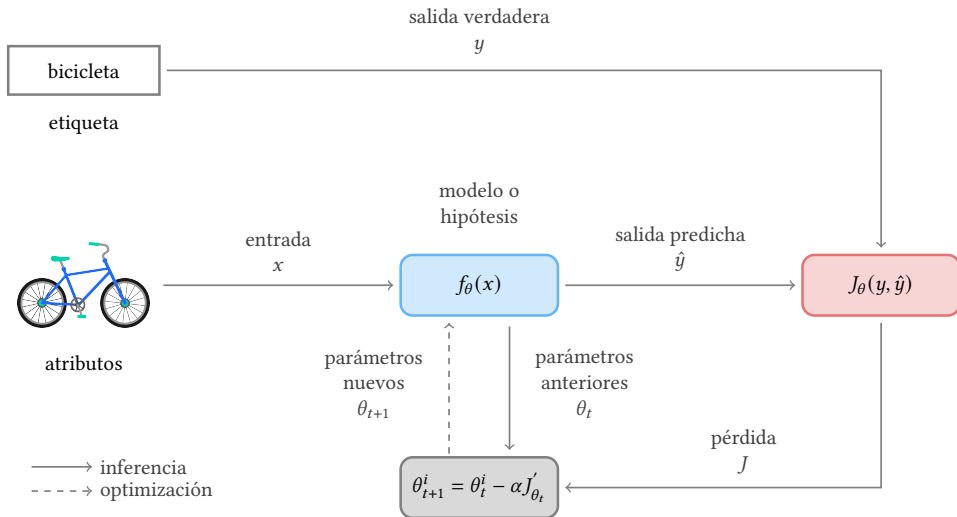 salida verdadera
y
bicicleta
etiqueta
modelo o
hipótesis
entrada
x
salida predicha
ŷ
f_θ(x)
J_θ(y, ŷ)
atributos
parámetros
nuevos
θ_{t+1}
parámetros
anteriores
θ_t
pérdida
J
inferencia
optimización
θ^i_{t+1} = θ^i_t − αJ^′_{θ_t}